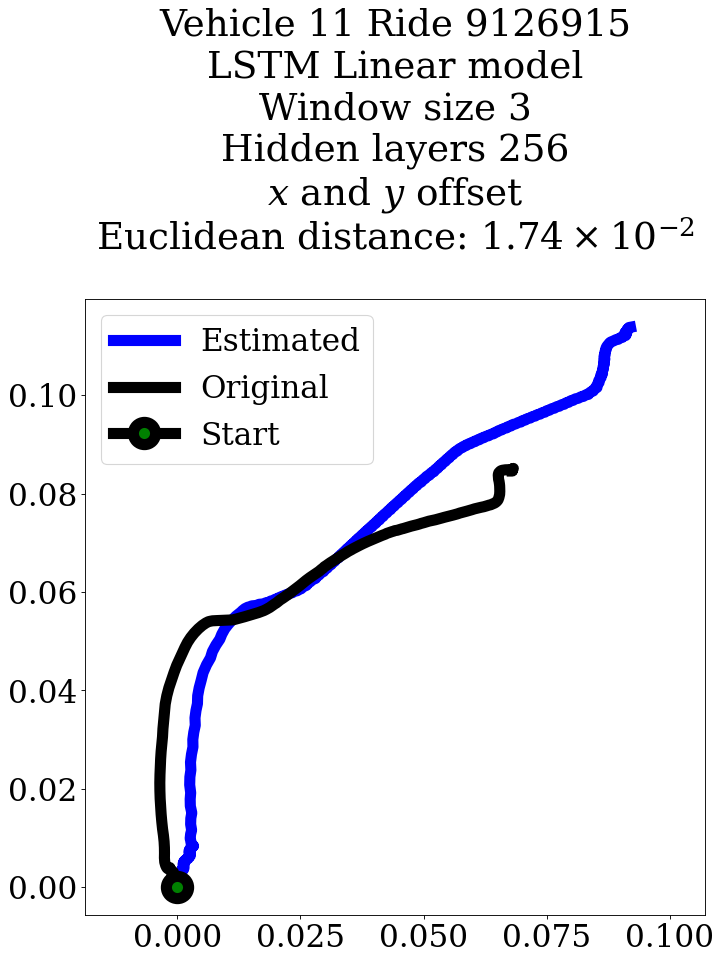 Vehicle 11 Ride 9126915
LSTM Linear model
Window size 3
Hidden layers 256
x and y offset
Euclidean distance: 1.74 × 10⁻²
Estimated
Original
Start
0.10
0.08
0.06
0.04
0.02
0.00
0.000 0.025 0.050 0.075 0.100